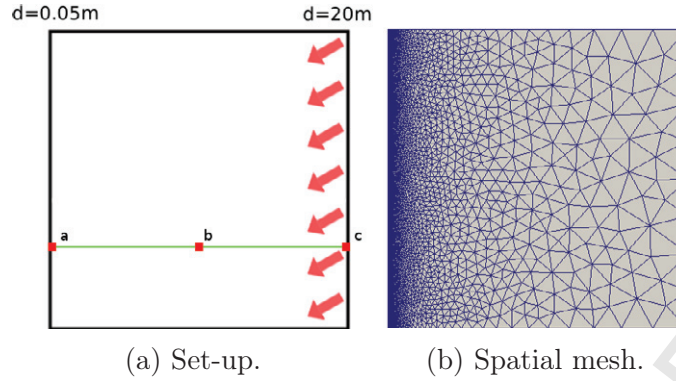 d=0.05m
d=20m
a
b
c
(a) Set-up.
(b) Spatial mesh.